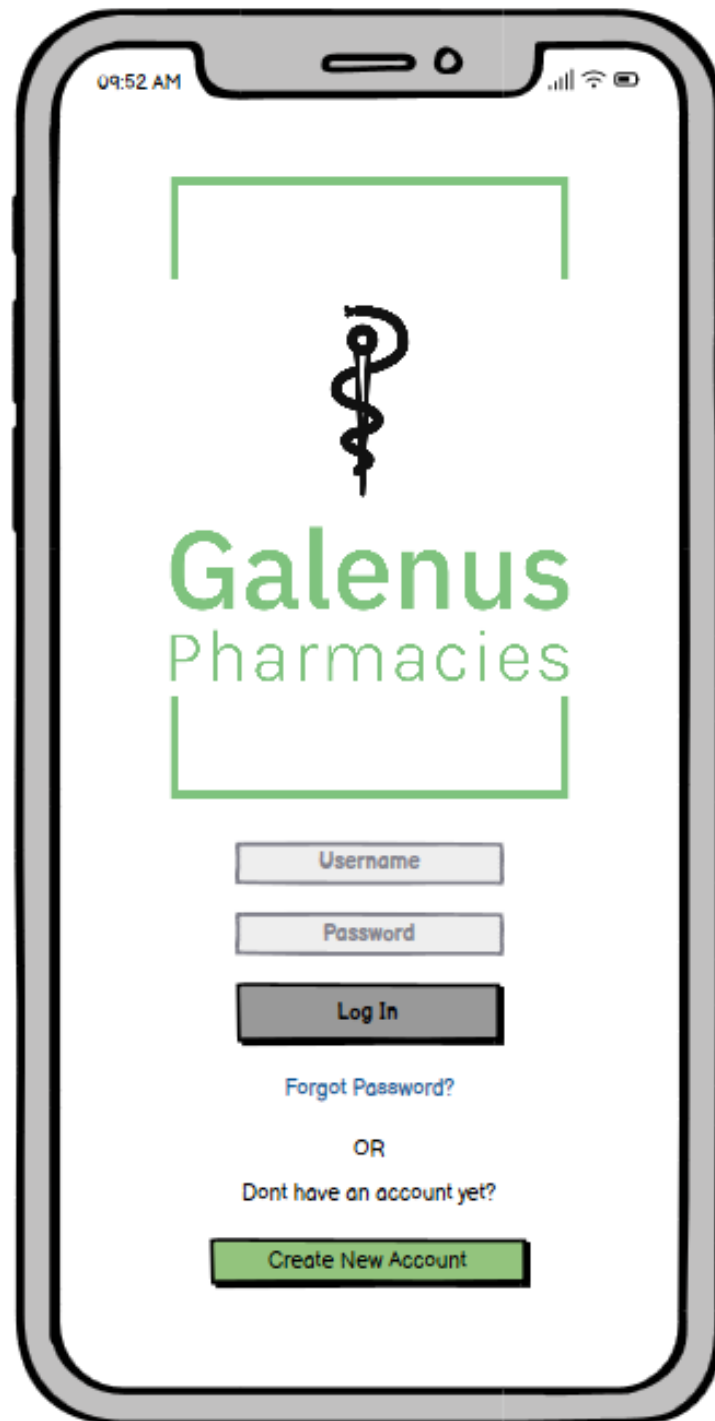 09:52 AM
Galenus
Pharmacies
Username
Password
Log In
Forgot Password?
OR
Dont have an account yet?
Create New Account